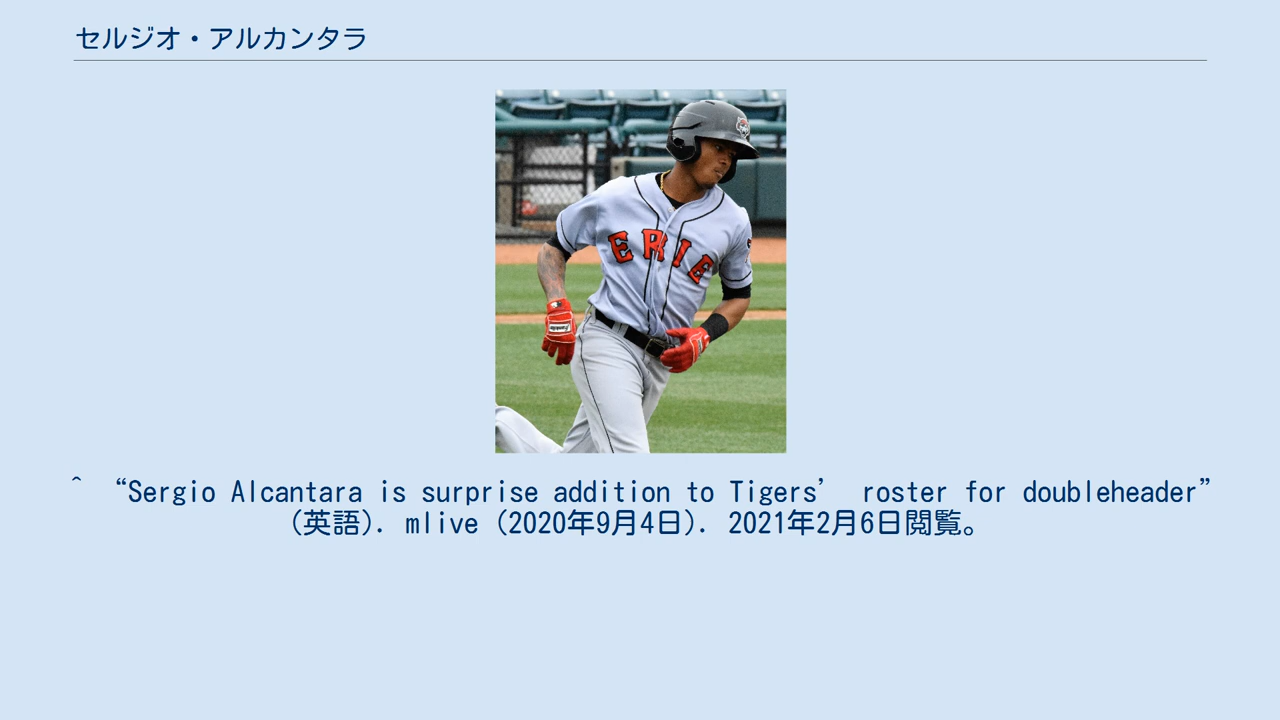 セルジオ・アルカンタラ
ERIE
^ “Sergio Alcantara is surprise addition to Tigers’ roster for doubleheader”
(英語). mlive (2020年9月4日). 2021年2月6日閲覧。